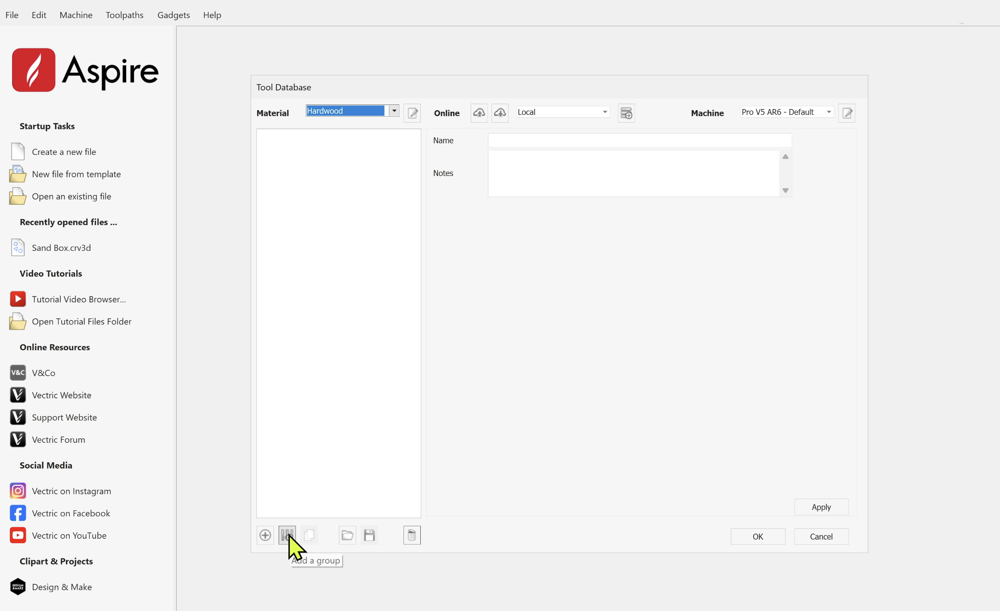 File Edit Machine Toolpaths Gadgets Help
Aspire
Startup Tasks
Create a new file
New file from template
Open an existing file
Recently opened files ...
Sand Box.crv3d
Video Tutorials
Tutorial Video Browser...
Open Tutorial Files Folder
Online Resources
V&C V&Co
Vectric Website
Support Website
Vectric Forum
Social Media
Vectric on Instagram
Vectric on Facebook
Vectric on YouTube
Clipart & Projects
DESIGN &MAKE Design & Make
Tool Database
Material Hardwood Online Local Machine Pro V5 AR6 - Default
Name
Notes
Apply
OK Cancel
Add a group